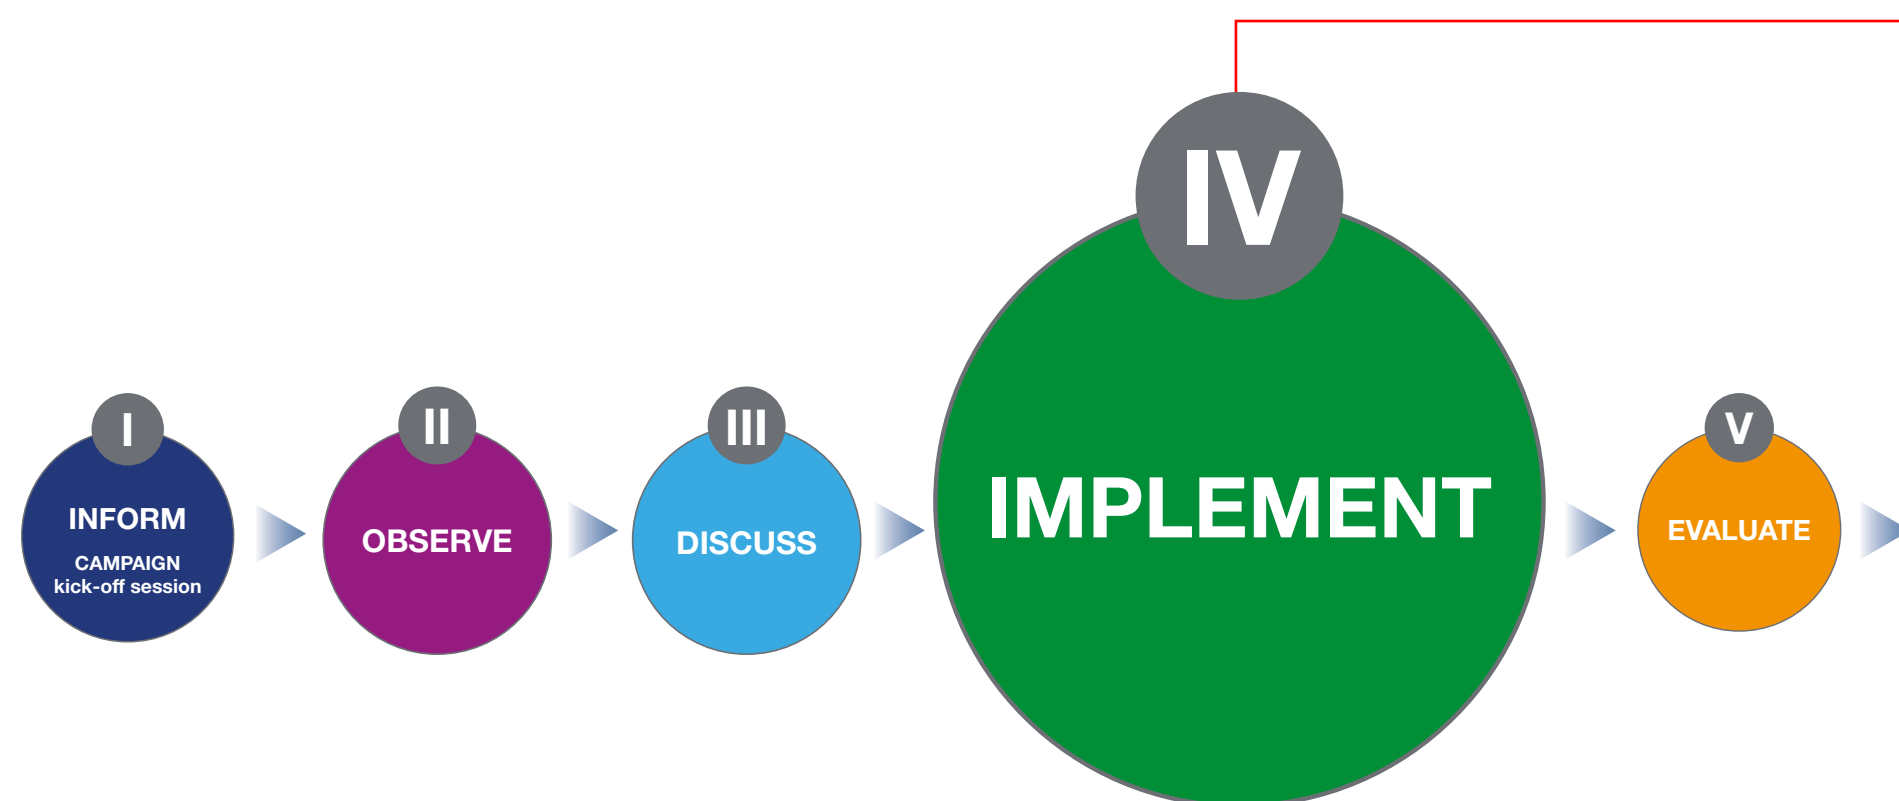 I
INFORM
CAMPAIGN
kick-off session
II
OBSERVE
III
DISCUSS
IV
IMPLEMENT
V
EVALUATE